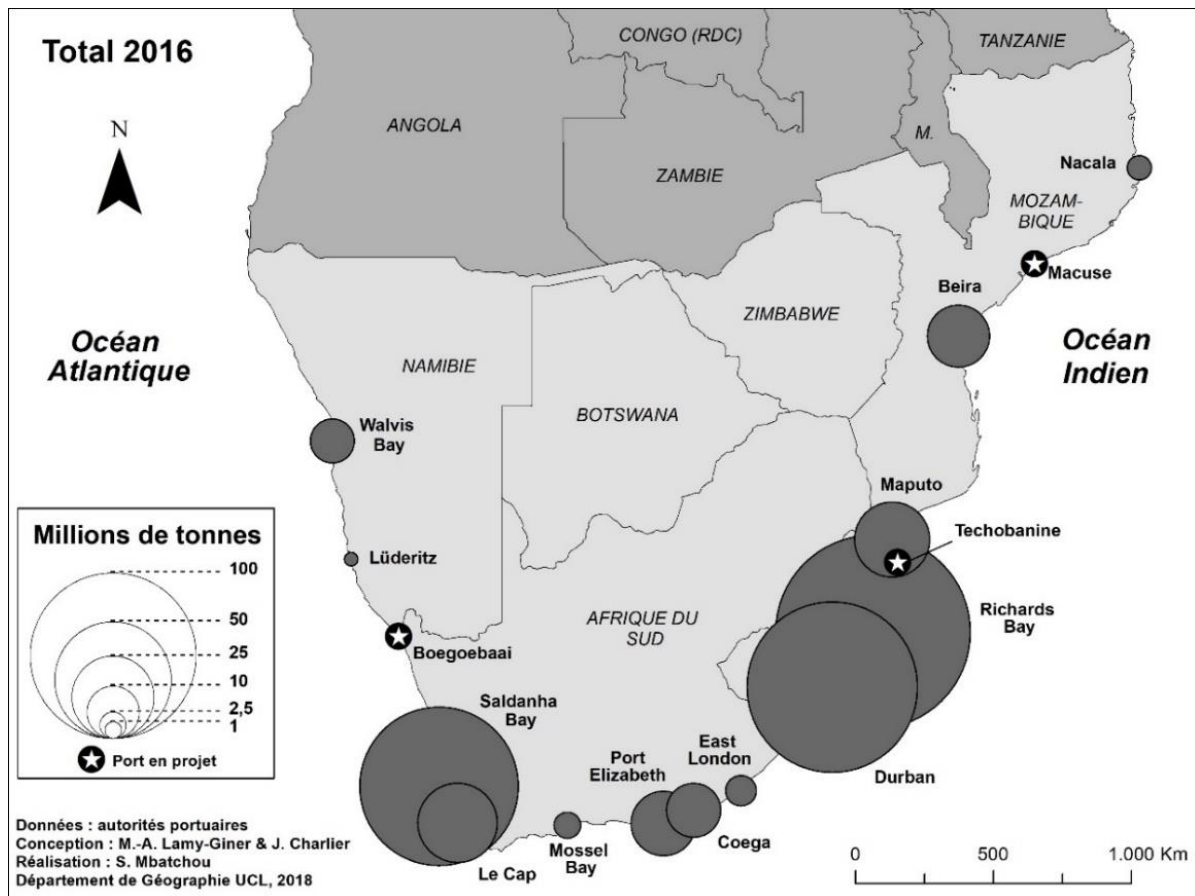 Total 2016
N
CONGO (RDC)
TANZANIE
ANGOLA
M.
ZAMBIE
Nacala
MOZAM-
BIQUE
Macuse
Beira
ZIMBABWE
Océan
Atlantique
Océan
Indien
NAMIBIE
BOTSWANA
Walvis
Bay
Maputo
Techobanine
Lüderitz
Richards
Bay
AFRIQUE DU
SUD
Boegoebaai
Saldanha
Bay
East
London
Port
Elizabeth
Durban
Coega
Mossel
Bay
Le Cap
Millions de tonnes
100
50
25
10
2,5
1
Port en projet
Données : autorités portuaires
Conception : M.-A. Lamy-Giner & J. Charlier
Réalisation : S. Mbatchou
Département de Géographie UCL, 2018
0 500 1.000 Km